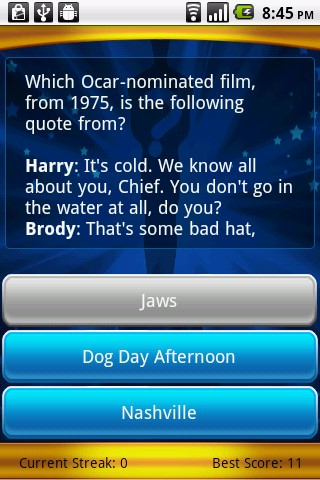 8:45 PM
Which Ocar-nominated film,
from 1975, is the following
quote from?
Harry: It's cold. We know all
about you, Chief. You don't go in
the water at all, do you?
Brody: That's some bad hat,
Jaws
Dog Day Afternoon
Nashville
Current Streak: 0 Best Score: 11